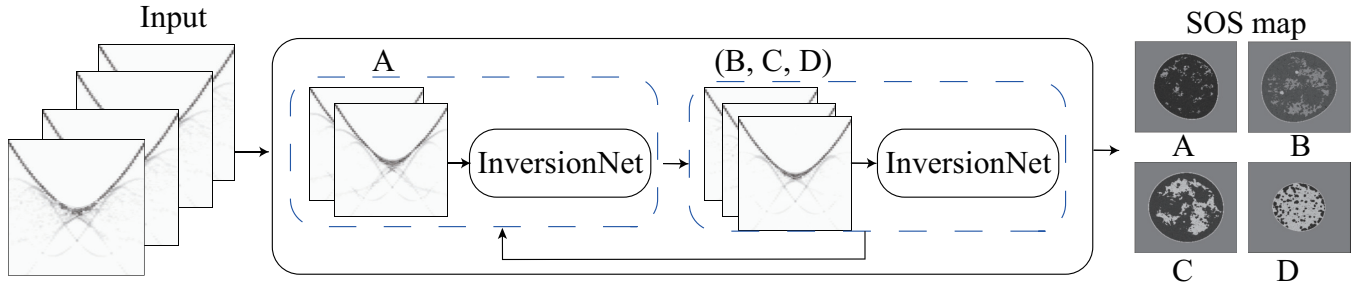 Input
A
InversionNet
(B, C, D)
InversionNet
SOS map
A
B
C
D